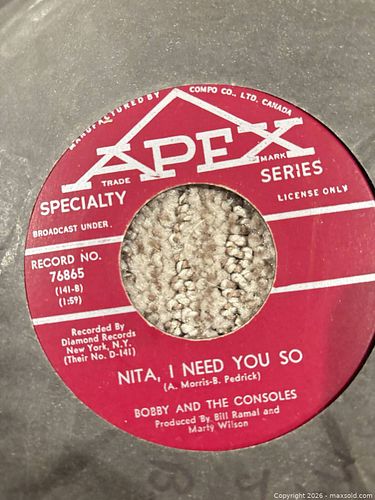 MANUFACTURED BY COMPO CO., LTD. CANADA
APEX
TRADE MARK
SPECIALTY SERIES
BROADCAST UNDER LICENSE ONLY
RECORD NO.
76865
(141-B)
(1:59)
Recorded By
Diamond Records
New York, N.Y.
(Their No. D-141)
NITA, I NEED YOU SO
(A. Morris-B. Pedrick)
BOBBY AND THE CONSOLES
Produced By Bill Ramal and
Marty Wilson
Copyright 2026 - maxsold.com